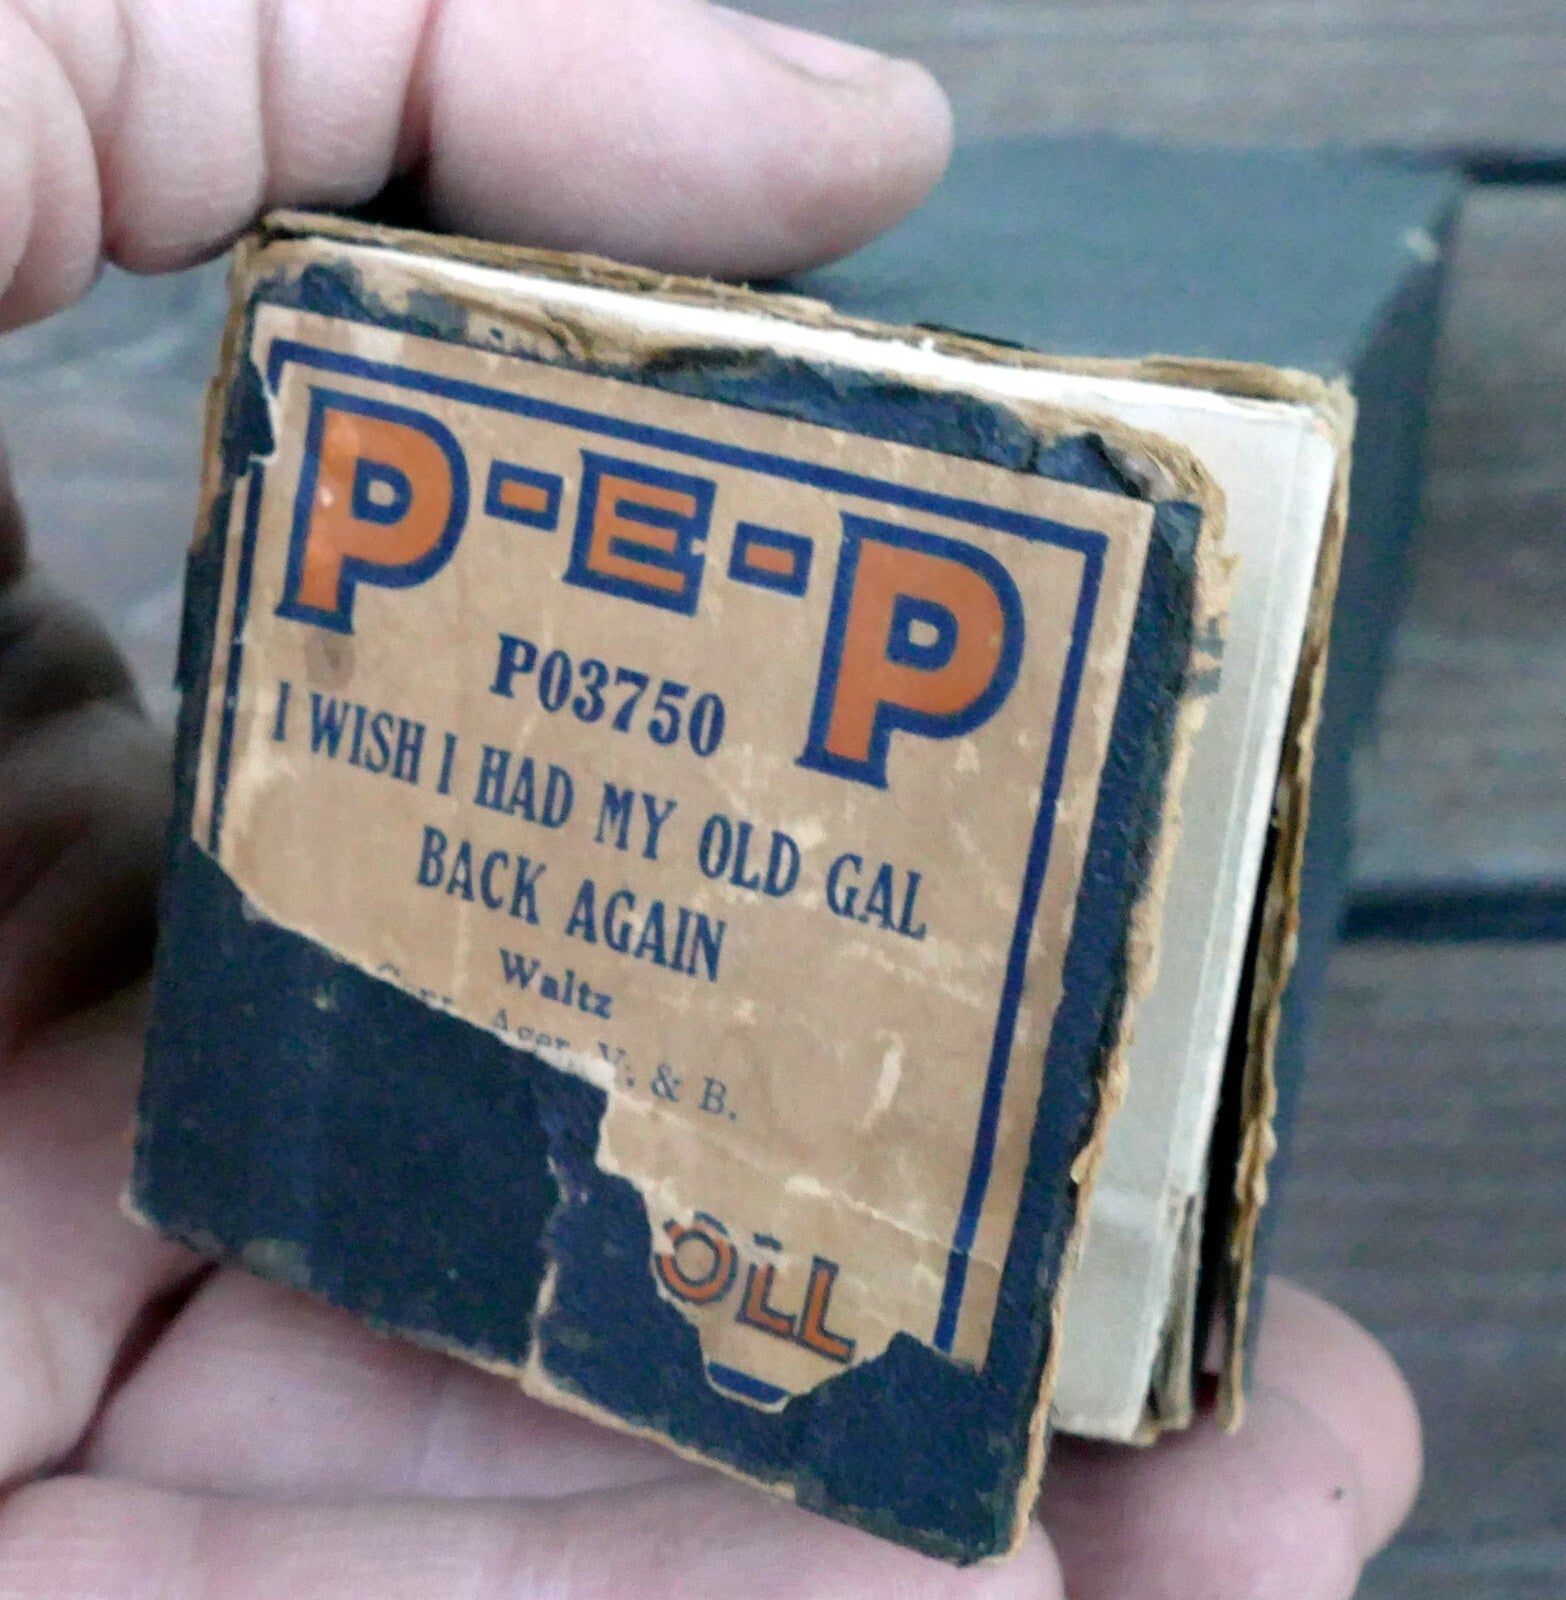 P-E-P
P03750
I WISH I HAD MY OLD GAL
BACK AGAIN
Waltz
V. & B.
OLL